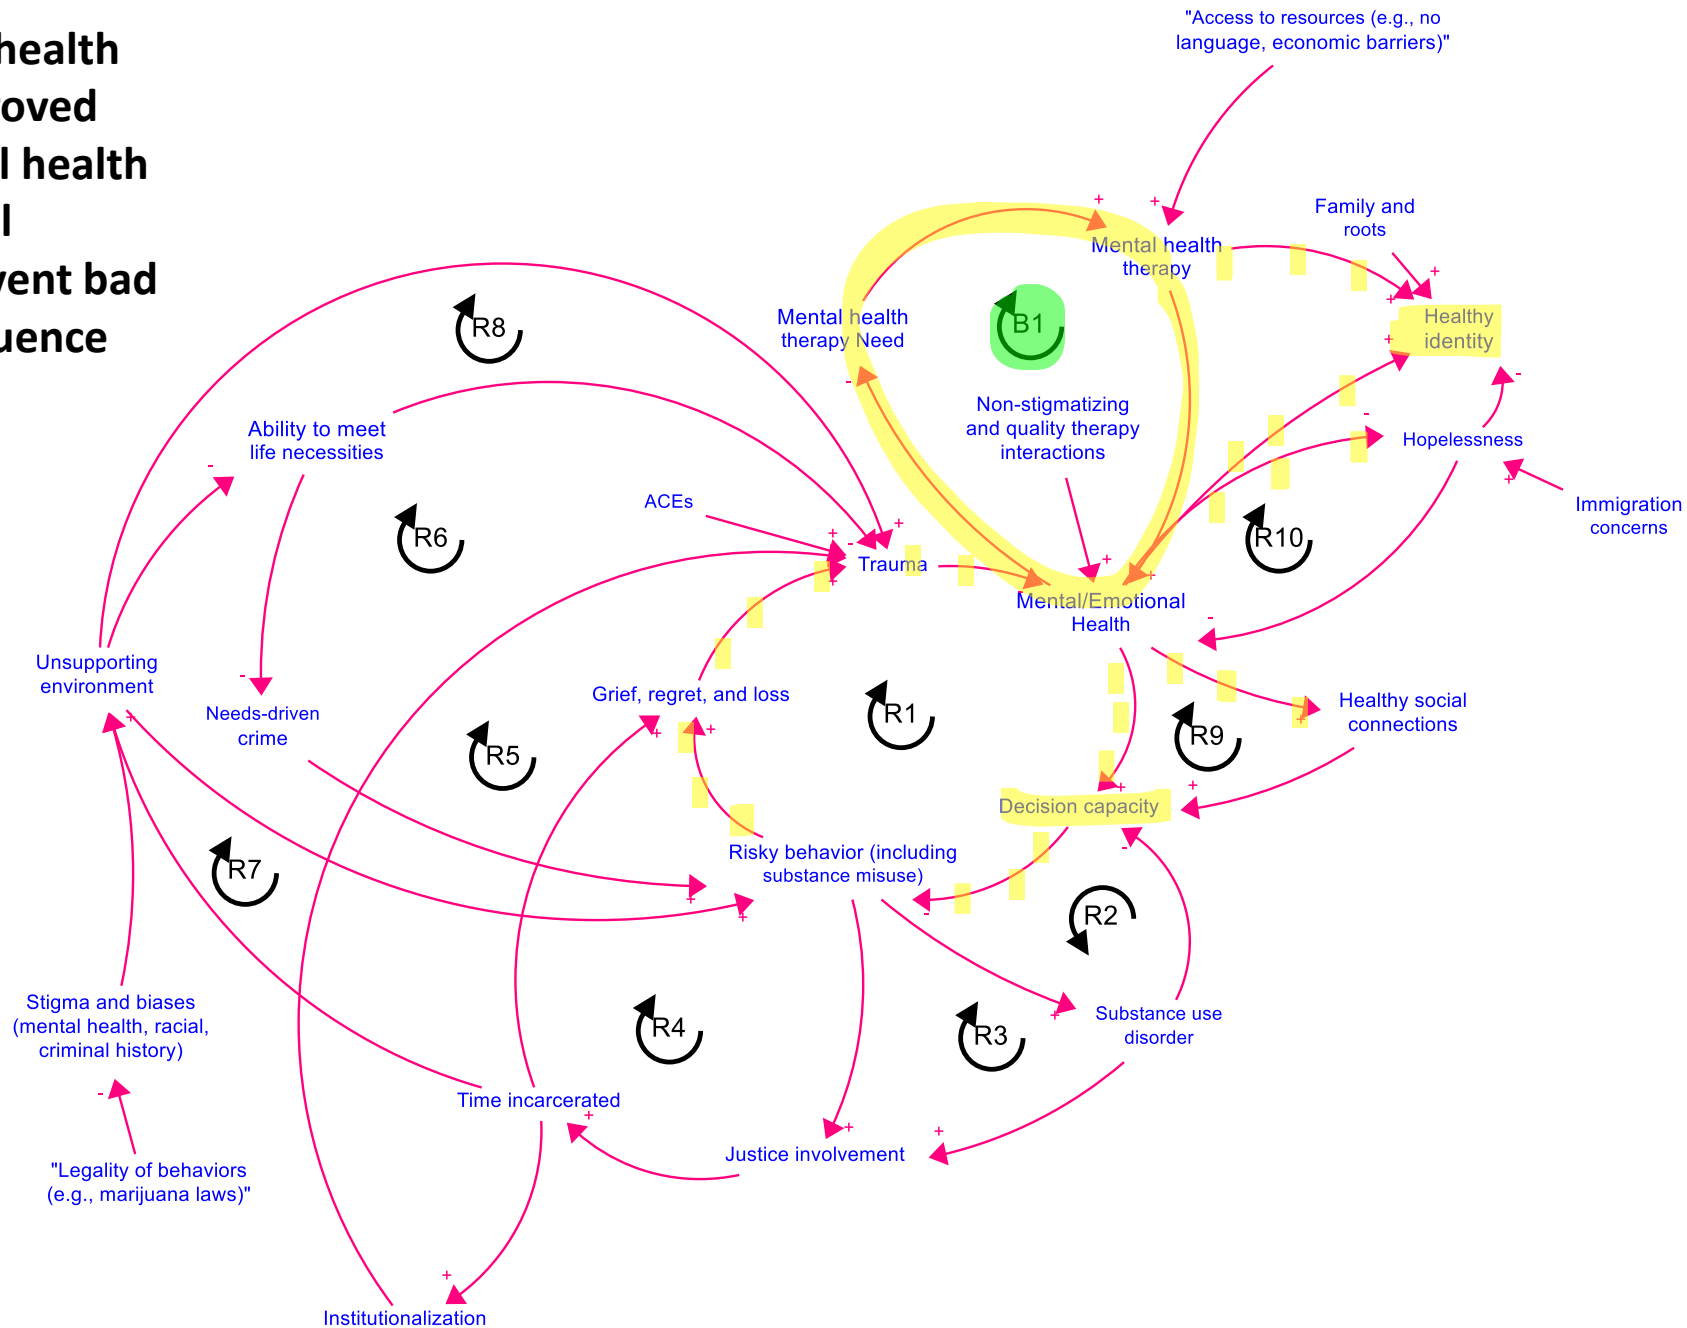 health
roved
l health
l
vent bad
uence
"Access to resources (e.g., no
language, economic barriers)"
Family and
roots
Mental health
therapy
Healthy
identity
Mental health
therapy Need
B1
R8
Non-stigmatizing
and quality therapy
interactions
Ability to meet
life necessities
Hopelessness
ACEs
Immigration
concerns
R6
R10
Trauma
Mental/Emotional
Health
Unsupporting
environment
Grief, regret, and loss
Healthy social
connections
Needs-driven
crime
R1
R9
R5
Decision capacity
Risky behavior (including
substance misuse)
R7
R2
Stigma and biases
(mental health, racial,
criminal history)
R4
R3
Substance use
disorder
Time incarcerated
Justice involvement
"Legality of behaviors
(e.g., marijuana laws)"
Institutionalization